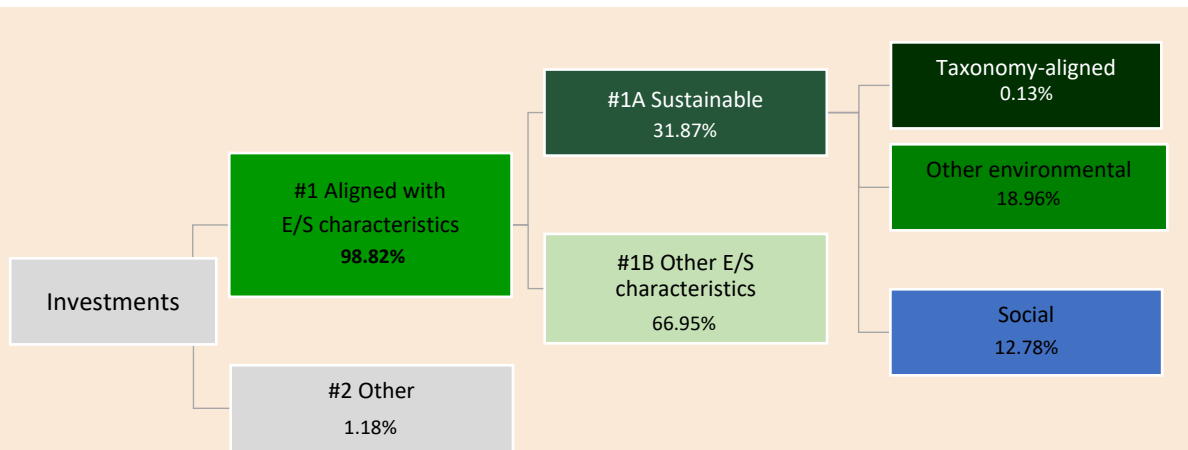 Investments
#1 Aligned with
E/S characteristics
98.82%
#2 Other
1.18%
#1A Sustainable
31.87%
#1B Other E/S
characteristics
66.95%
Taxonomy-aligned
0.13%
Other environmental
18.96%
Social
12.78%